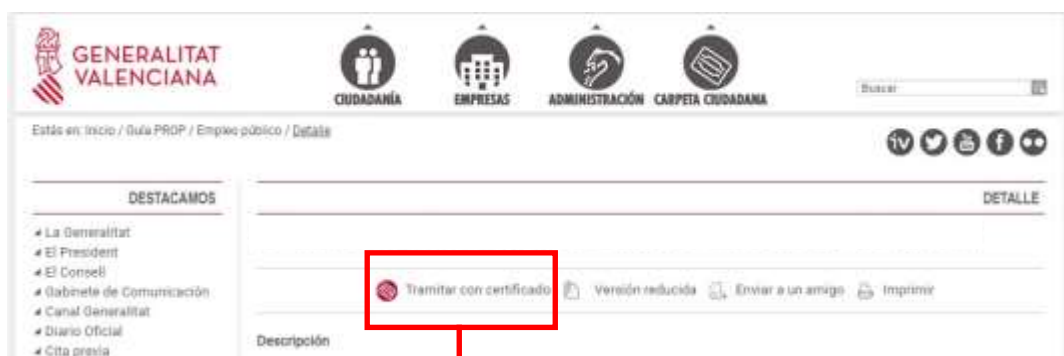 GENERALITAT
VALENCIANA
CIUDADANÍA
EMPRESAS
ADMINISTRACIÓN
CARPETA CIUDADANA
Buscar
Estás en: Inicio / Guía PROP / Empleo público / Detalle
DESTACAMOS
DETALLE
La Generalitat
El President
El Consell
Gabinete de Comunicación
Canal Generalitat
Diario Oficial
Cita previa
Tramitar con certificado
Versión reducida
Enviar a un amigo
Imprimir
Descripción